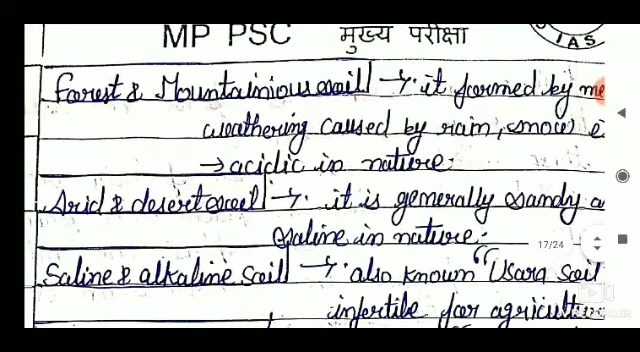 MP PSC मुख्य परीक्षा
IAS
Forest & Mountainious soil → it formed by me
weathering caused by rain, snow e
→ acidic in nature.
Arid & desert soil → it is generally sandy a
saline in nature.
17/24
Saline & alkaline soil → also known "Usara soil
infertile for agriculture